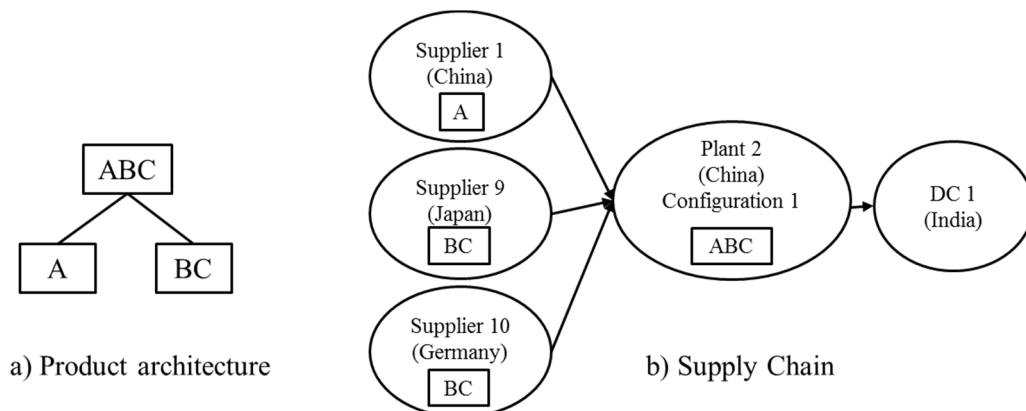 ABC
A
BC
a) Product architecture
Supplier 1
(China)
A
Supplier 9
(Japan)
BC
Supplier 10
(Germany)
BC
Plant 2
(China)
Configuration 1
ABC
DC 1
(India)
b) Supply Chain